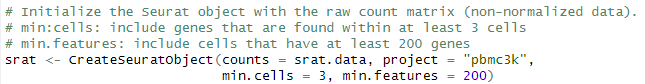 # Initialize the Seurat object with the raw count matrix (non-normalized data).
# min:cells: include genes that are found within at least 3 cells
# min.features: include cells that have at least 200 genes
srat <- CreateSeuratObject(counts = srat.data, project = "pbmc3k",
min.cells = 3, min.features = 200)